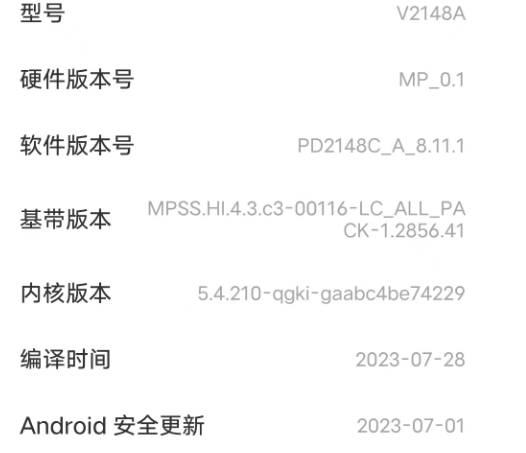 型号 V2148A
硬件版本号 MP_0.1
软件版本号 PD2148C_A_8.11.1
基带版本 MPSS.HI.4.3.c3-00116-LC_ALL_PA
CK-1.2856.41
内核版本 5.4.210-qgki-gaabc4be74229
编译时间 2023-07-28
Android 安全更新 2023-07-01